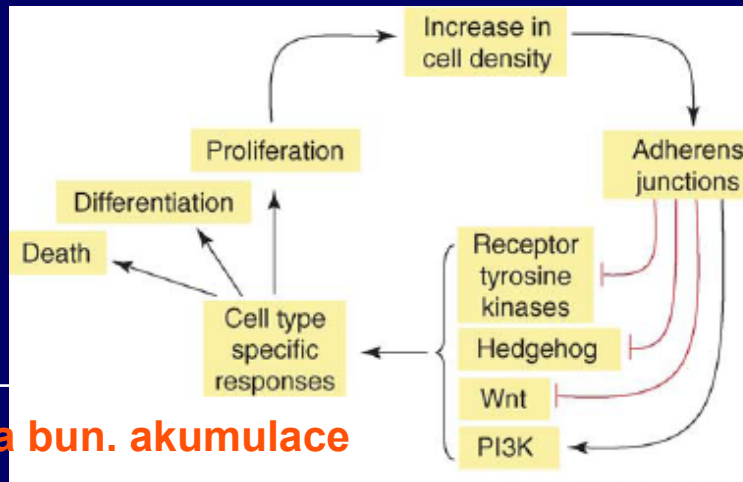 Increase in
cell density
Proliferation
Adherens
junctions
Differentiation
Death
Receptor
tyrosine
kinases
Cell type
specific
responses
Hedgehog
Wnt
PI3K
a bun. akumulace